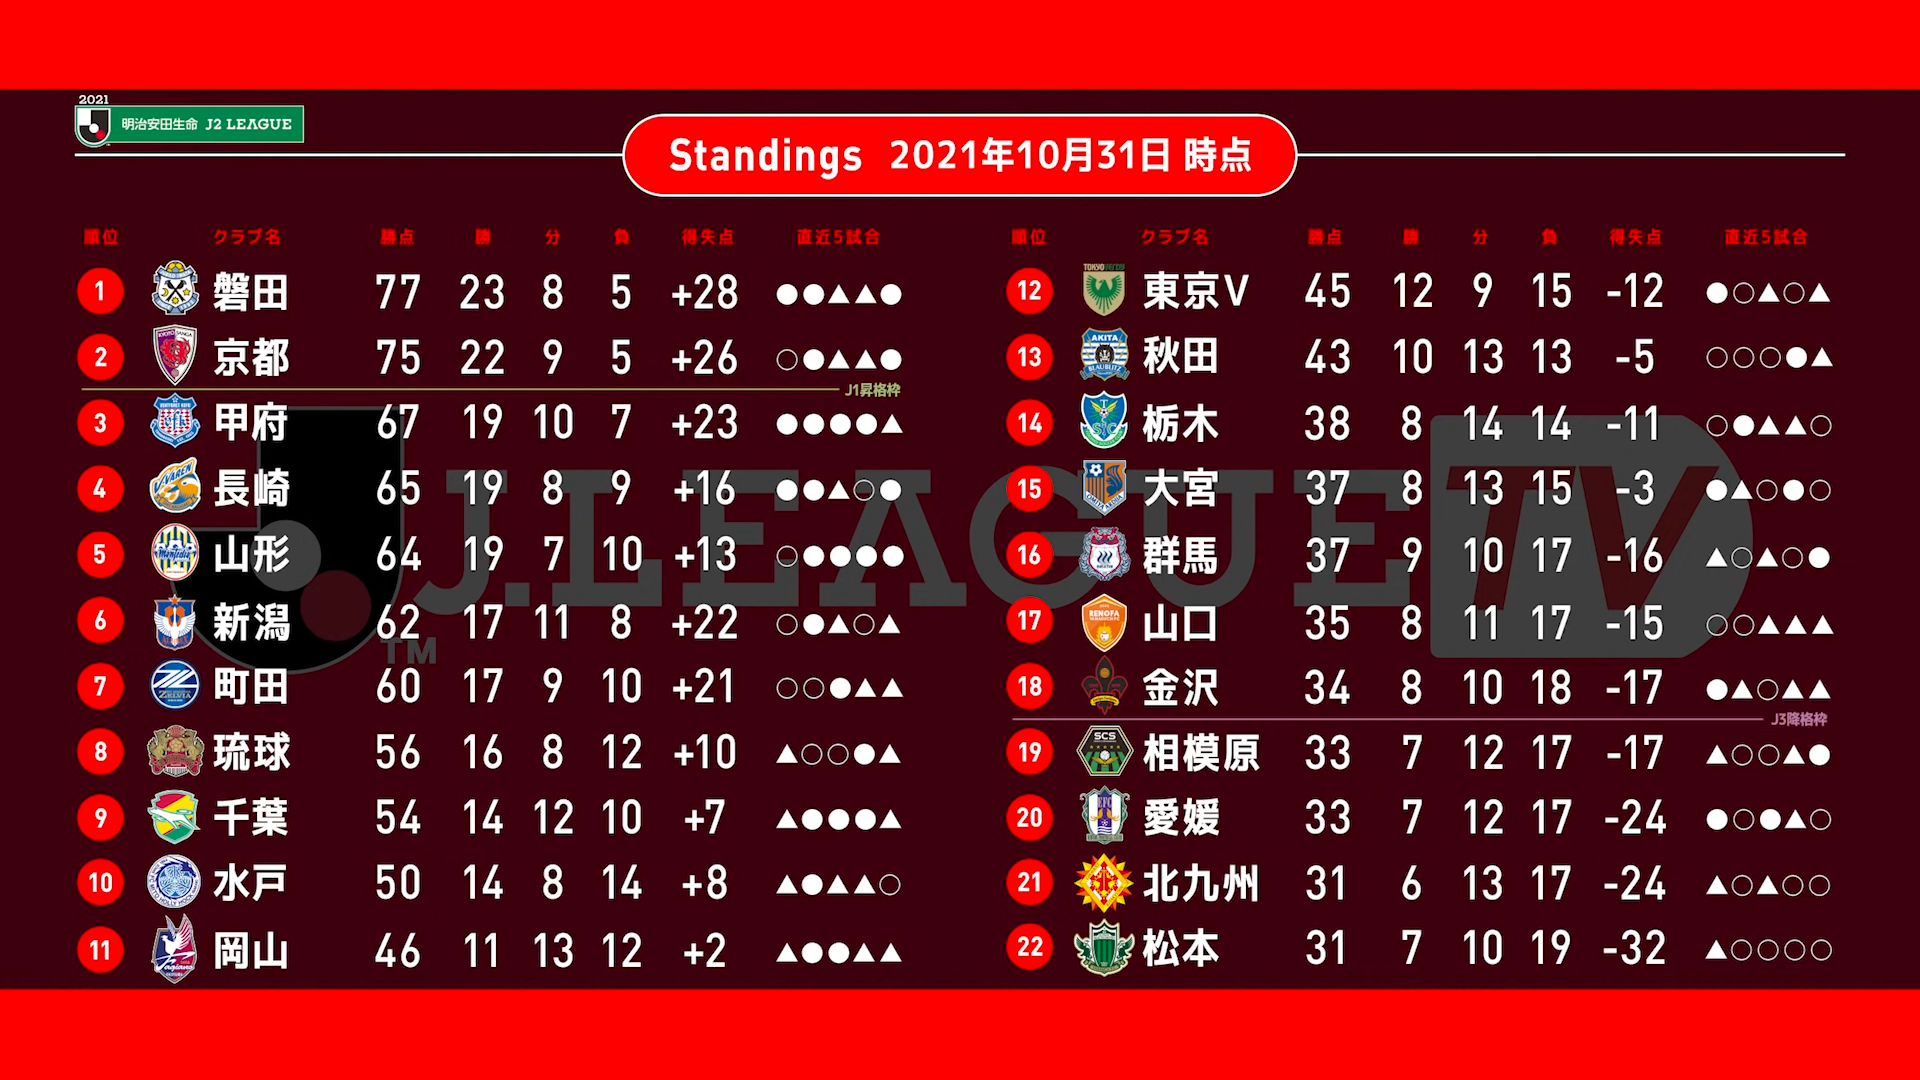 2021
明治安田生命 J2 LEAGUE
Standings 2021年10月31日 時点
順位 クラブ名 勝点 勝 分 負 得失点 直近5試合
1 磐田 77 23 8 5 +28 ●●▲▲●
2 京都 75 22 9 5 +26 ○●▲▲●
J1昇格枠
3 甲府 67 19 10 7 +23 ●●●●▲
4 長崎 65 19 8 9 +16 ●●▲○●
5 山形 64 19 7 10 +13 ○●●●●
6 新潟 62 17 11 8 +22 ○●▲○▲
7 町田 60 17 9 10 +21 ○○●▲▲
8 琉球 56 16 8 12 +10 ▲○○●▲
9 千葉 54 14 12 10 +7 ▲●●●▲
10 水戸 50 14 8 14 +8 ▲●▲▲○
11 岡山 46 11 13 12 +2 ▲●●▲▲
順位 クラブ名 勝点 勝 分 負 得失点 直近5試合
12 東京V 45 12 9 15 -12 ●○▲○▲
13 秋田 43 10 13 13 -5 ○○○●▲
14 栃木 38 8 14 14 -11 ○●▲▲○
15 大宮 37 8 13 15 -3 ●▲○●○
16 群馬 37 9 10 17 -16 ▲○▲○●
17 山口 35 8 11 17 -15 ○○▲▲▲
18 金沢 34 8 10 18 -17 ●▲○▲▲
J3降格枠
19 相模原 33 7 12 17 -17 ▲○○▲●
20 愛媛 33 7 12 17 -24 ●○●▲○
21 北九州 31 6 13 17 -24 ▲○▲○○
22 松本 31 7 10 19 -32 ▲○○○○
J.LEAGUE TV
TM